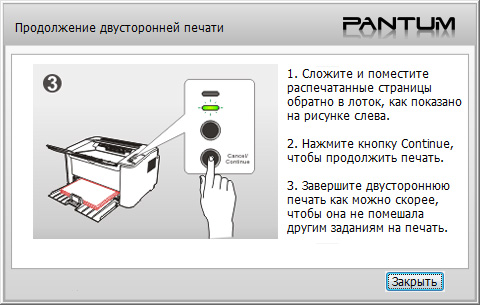 Продолжение двусторонней печати
PANTUM
3
Cancel/
Continue
1. Сложите и поместите
распечатанные страницы
обратно в лоток, как показано
на рисунке слева.
2. Нажмите кнопку Continue,
чтобы продолжить печать.
3. Завершите двустороннюю
печать как можно скорее,
чтобы она не помешала
другим заданиям на печать.
Закрыть